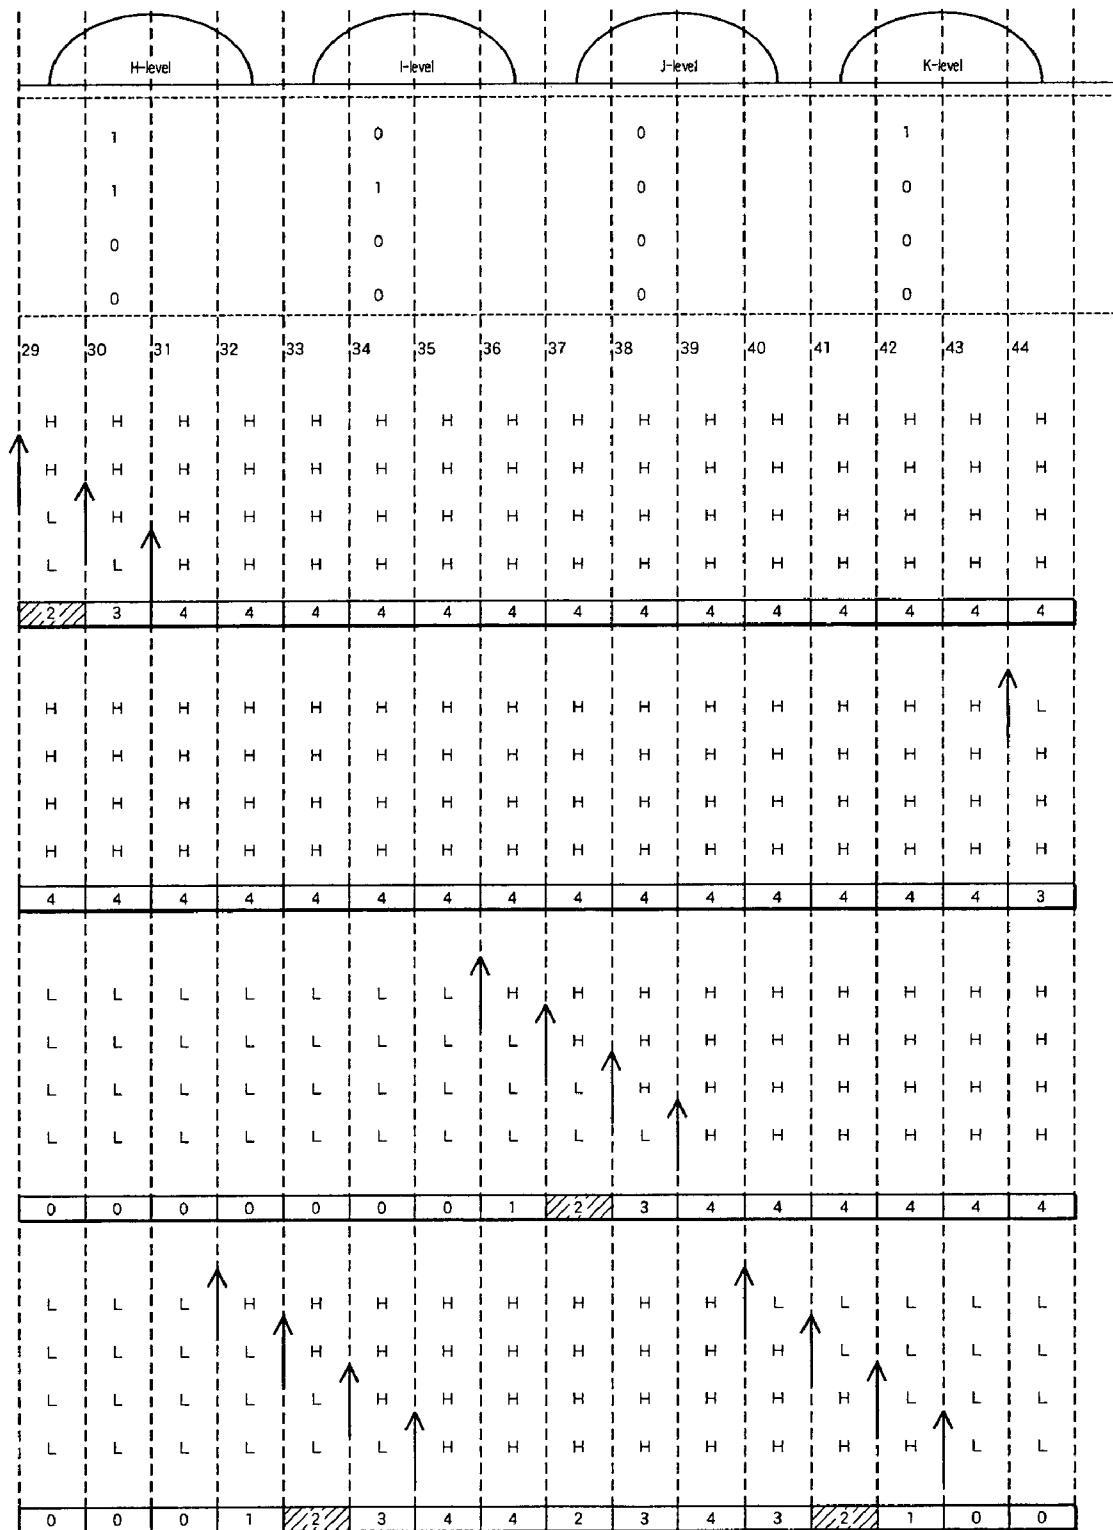 H-level I-level J-level K-level
1 0 0 1
1 1 0 0
0 0 0 0
0 0 0 0
29 30 31 32 33 34 35 36 37 38 39 40 41 42 43 44
H H H H H H H H H H H H H H H H
H H H H H H H H H H H H H H H H
L H H H H H H H H H H H H H H H
L L H H H H H H H H H H H H H H
2 3 4 4 4 4 4 4 4 4 4 4 4 4 4 4
H H H H H H H H H H H H H H H L
H H H H H H H H H H H H H H H H
H H H H H H H H H H H H H H H H
H H H H H H H H H H H H H H H H
4 4 4 4 4 4 4 4 4 4 4 4 4 4 4 3
L L L L L L L H H H H H H H H H
L L L L L L L L H H H H H H H H
L L L L L L L L L H H H H H H H
L L L L L L L L L L H H H H H H
0 0 0 0 0 0 0 1 2 3 4 4 4 4 4 4
L L L H H H H H H H H L L L L L
L L L L H H H H H H H H L L L L
L L L L L H H H H H H H H L L L
L L L L L L H H H H H H H H L L
0 0 0 1 2 3 4 4 2 3 4 3 2 1 0 0